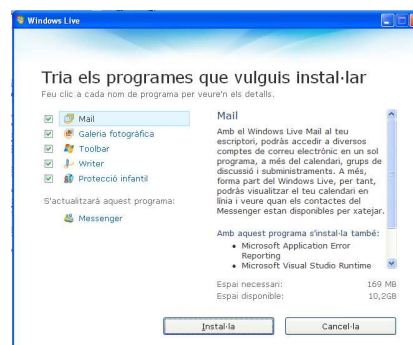 Windows Live
Tria els programes que vulguis instal·lar
Feu clic a cada nom de programa per veure'n els detalls.
Mail
Galeria fotogràfica
Toolbar
Writer
Protecció infantil
S'actualitzarà aquest programa:
Messenger
Mail
Amb el Windows Live Mail al teu
escriptori, podràs accedir a diversos
comptes de correu electrònic en un sol
programa, a més del calendari, grups de
discussió i subministraments. A més,
forma part del Windows Live, per tant,
podràs visualitzar el teu calendari en
línia i veure quan els contactes del
Messenger estan disponibles per xatejar.
Amb aquest programa s'instal·la també:
• Microsoft Application Error
Reporting
• Microsoft Visual Studio Runtime
Espai necessari: 169 MB
Espai disponible: 10,2GB
Instal·la
Cancel·la